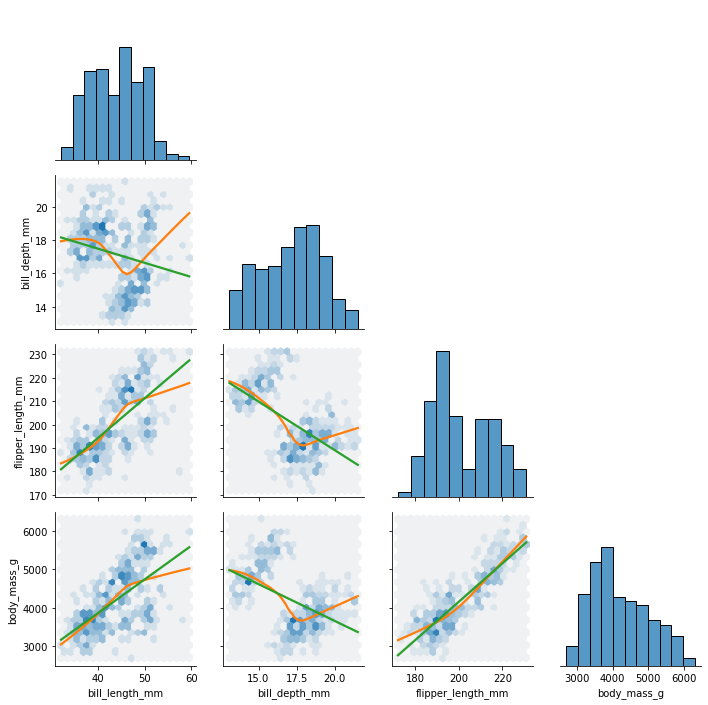 20
18
16
14
bill_depth_mm
230
220
210
200
190
180
170
flipper_length_mm
6000
5000
4000
3000
body_mass_g
40 50 60
bill_length_mm
15.0 17.5 20.0
bill_depth_mm
180 200 220
flipper_length_mm
3000 4000 5000 6000
body_mass_g